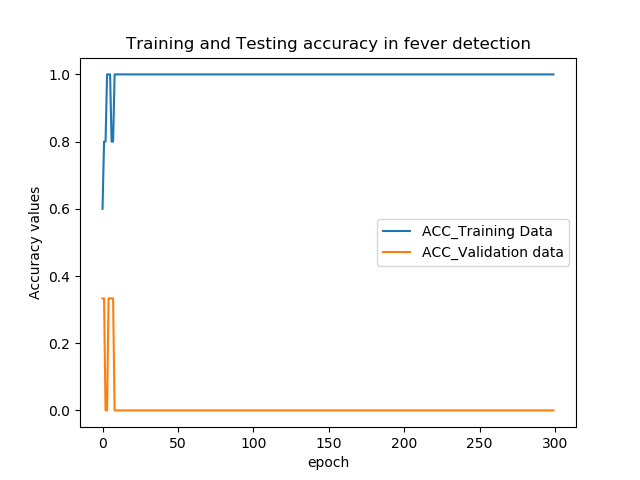 Training and Testing accuracy in fever detection
Accuracy values
1.0
0.8
0.6
0.4
0.2
0.0
ACC_Training Data
ACC_Validation data
0 50 100 150 200 250 300
epoch